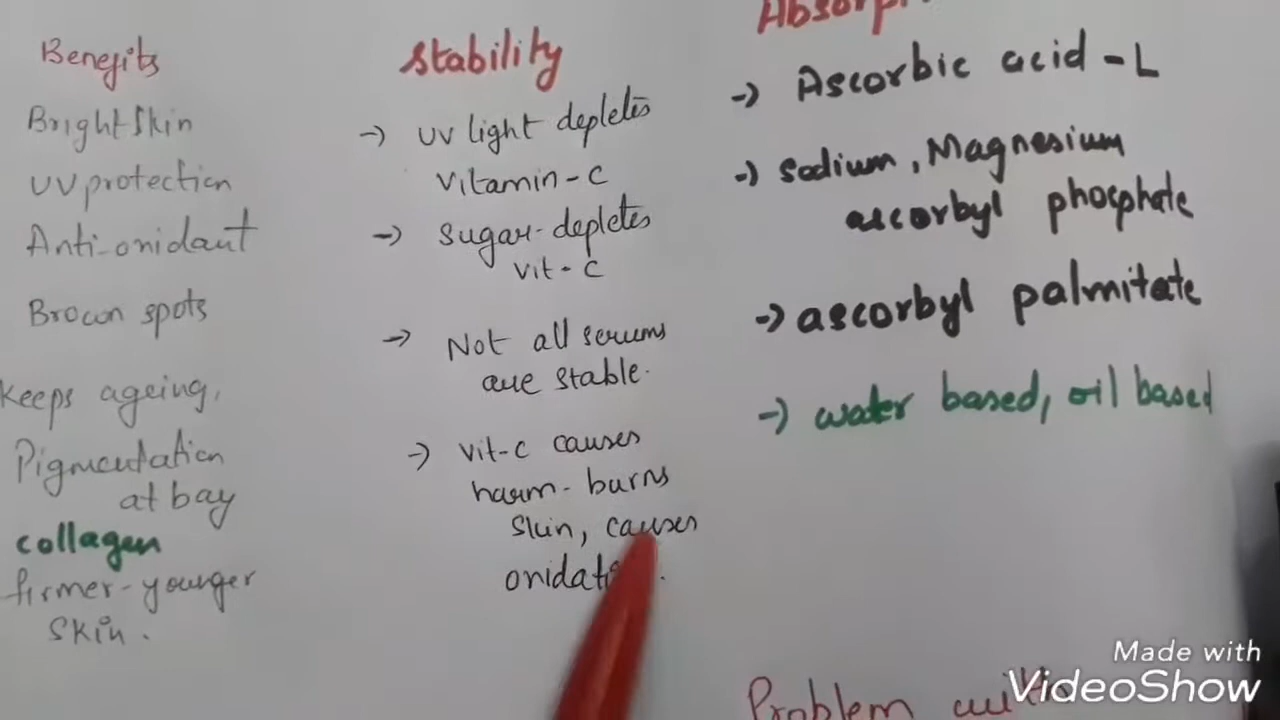 Benefits
Bright skin
UV protection
Anti-onidant
Brown spots
Keeps ageing,
Pigmentation
at bay
collagen
firmer-younger
skin.
Stability
-> UV light depletes
Vitamin-C
-> Sugar-depletes
Vit-C
-> Not all serums
are stable.
-> Vit-C causes
harm-burns
skin, causes
-> Ascorbic acid-L
-> Sodium, Magnesium
ascorbyl phosphate
-> ascorbyl palmitate
-> water based, oil based
Problem with
Made with
VideoShow